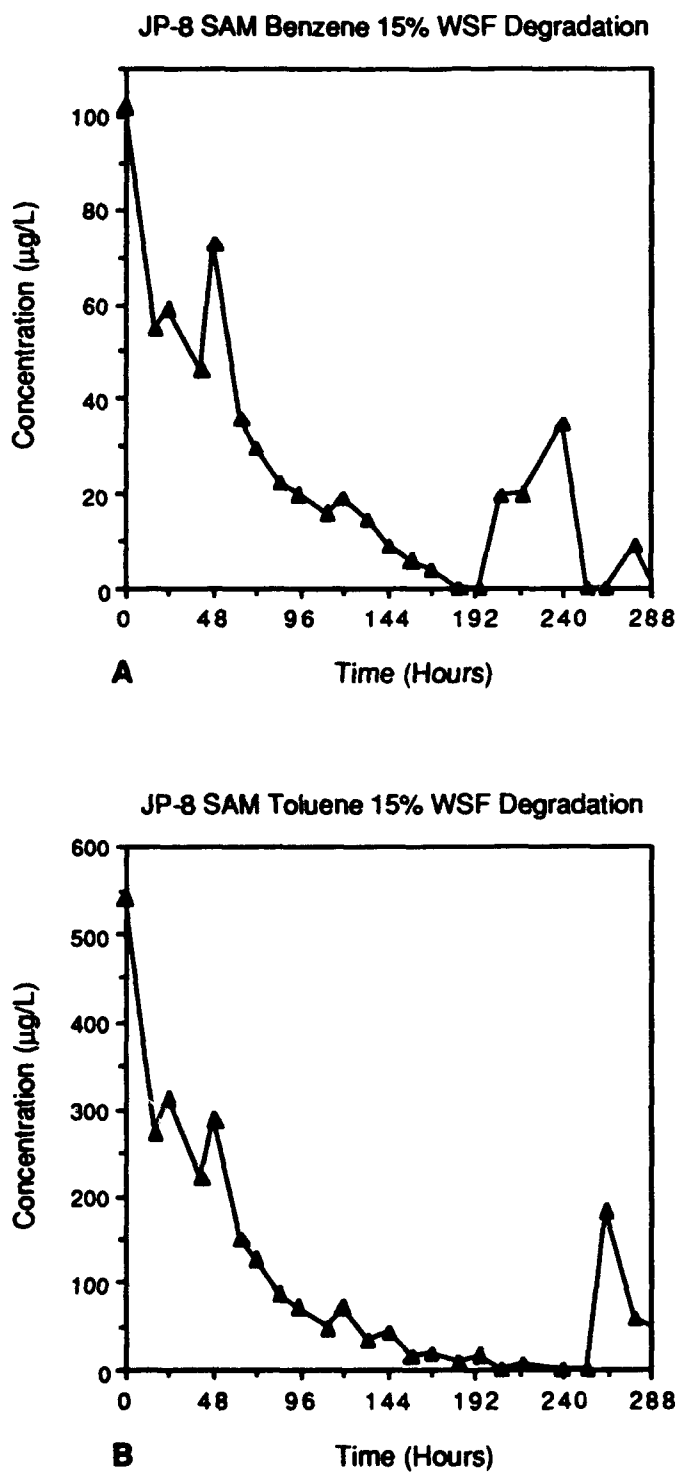 JP-8 SAM Benzene 15% WSF Degradation
Concentration (µg/L)
100
80
60
40
20
0
0 48 96 144 192 240 288
A Time (Hours)
JP-8 SAM Toluene 15% WSF Degradation
Concentration (µg/L)
600
500
400
300
200
100
0
0 48 96 144 192 240 288
B Time (Hours)